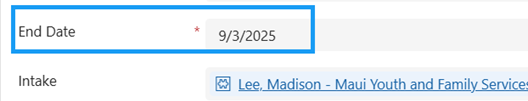 End Date * 9/3/2025
Intake Lee, Madison - Maui Youth and Family Services